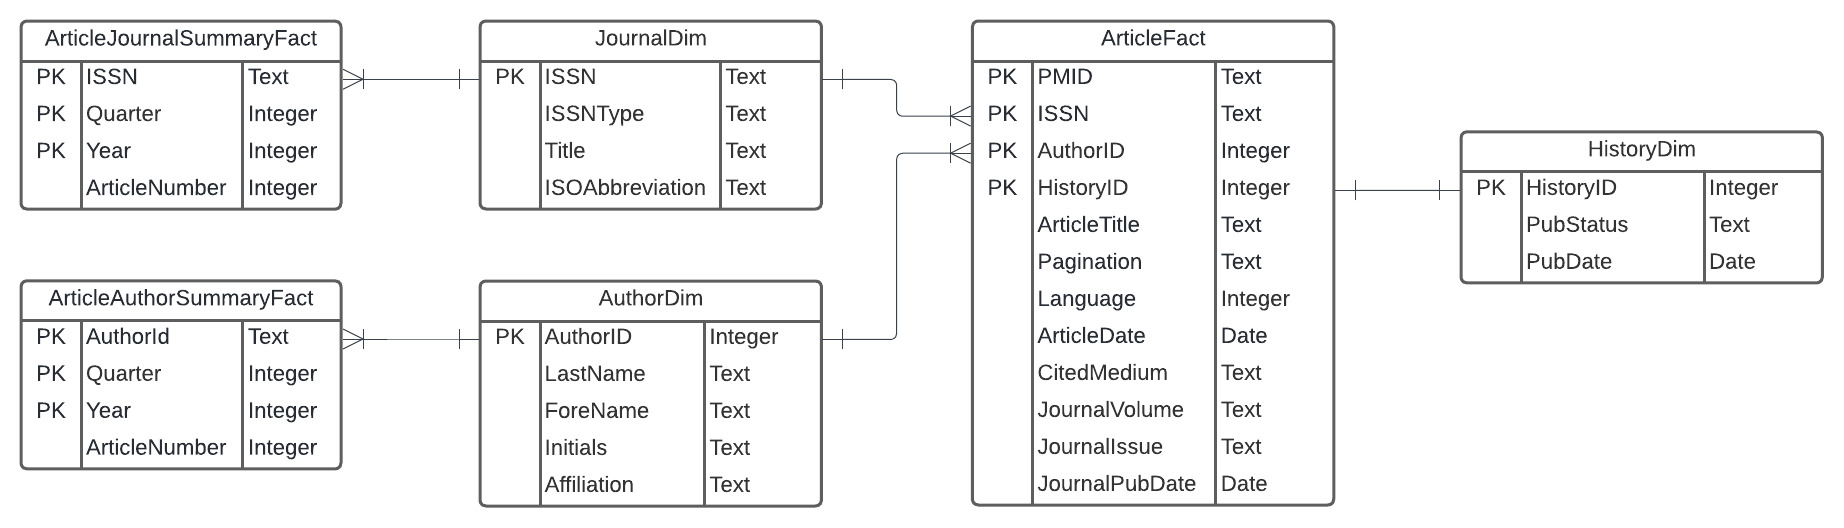 ArticleJournalSummaryFact
PK ISSN Text
PK Quarter Integer
PK Year Integer
ArticleNumber Integer
JournalDim
PK ISSN Text
ISSNType Text
Title Text
ISOAbbreviation Text
ArticleFact
PK PMID Text
PK ISSN Text
PK AuthorID Integer
PK HistoryID Integer
ArticleTitle Text
Pagination Text
Language Integer
ArticleDate Date
CitedMedium Text
JournalVolume Text
JournalIssue Text
JournalPubDate Date
HistoryDim
PK HistoryID Integer
PubStatus Text
PubDate Date
ArticleAuthorSummaryFact
PK AuthorId Text
PK Quarter Integer
PK Year Integer
ArticleNumber Integer
AuthorDim
PK AuthorID Integer
LastName Text
ForeName Text
Initials Text
Affiliation Text